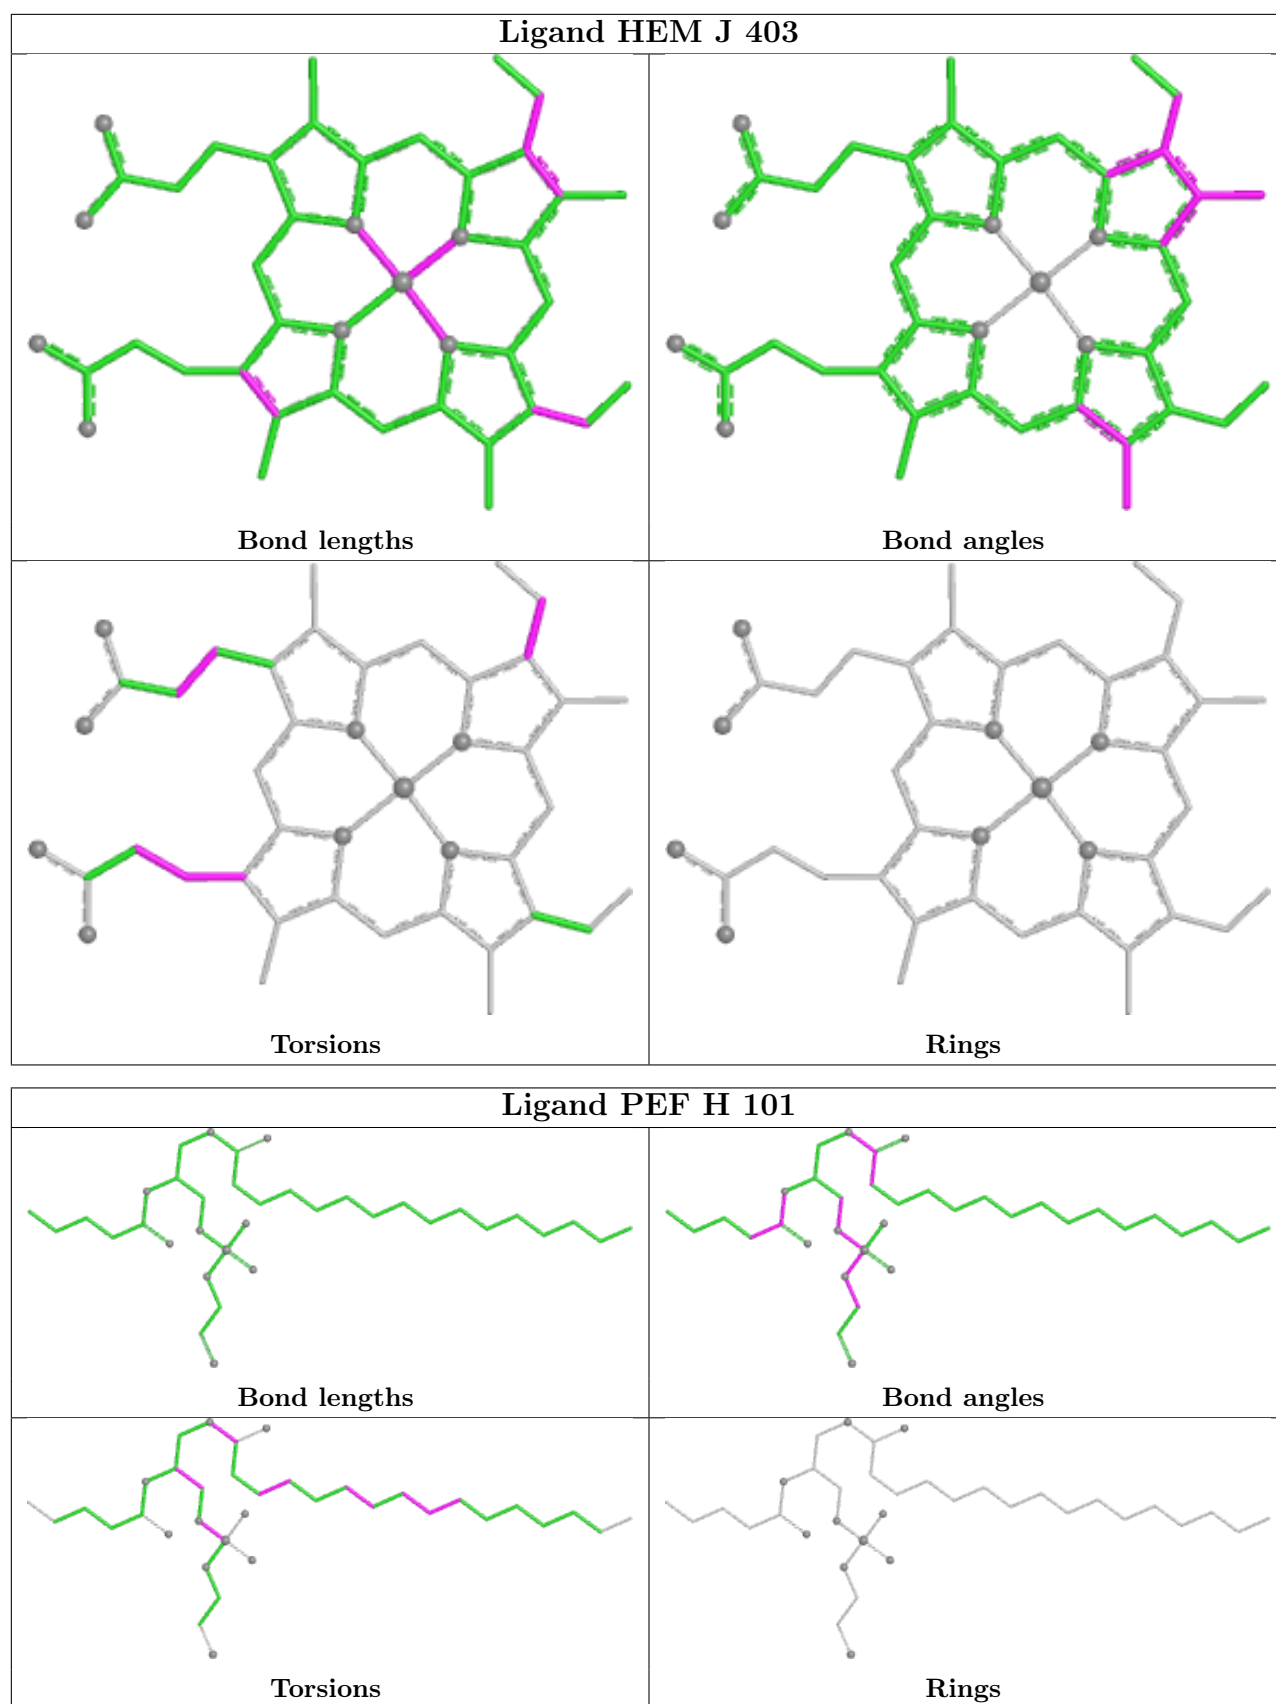 Ligand HEM J 403
Bond lengths
Bond angles
Torsions
Rings
Ligand PEF H 101
Bond lengths
Bond angles
Torsions
Rings